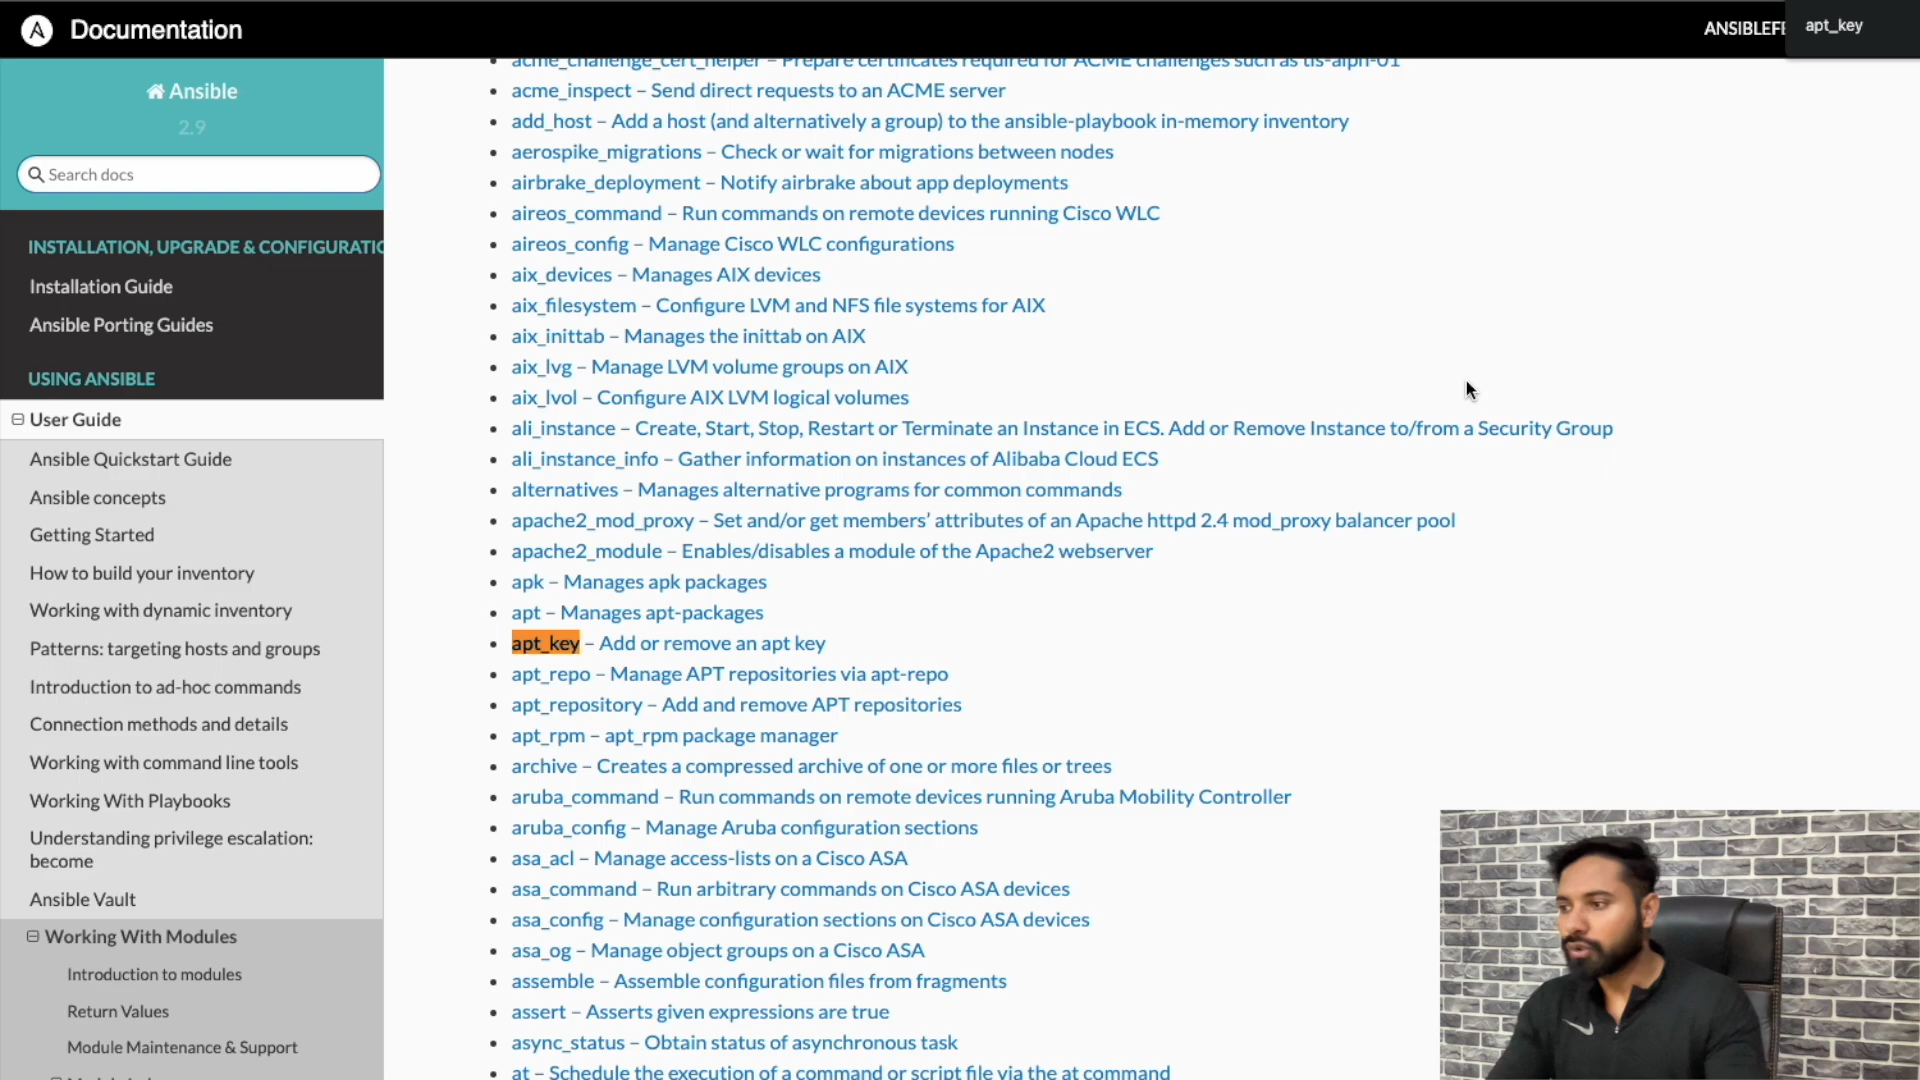 Documentation
ANSIBLEFE
apt_key
Ansible
2.9
Search docs
INSTALLATION, UPGRADE & CONFIGURATIO
Installation Guide
Ansible Porting Guides
USING ANSIBLE
User Guide
Ansible Quickstart Guide
Ansible concepts
Getting Started
How to build your inventory
Working with dynamic inventory
Patterns: targeting hosts and groups
Introduction to ad-hoc commands
Connection methods and details
Working with command line tools
Working With Playbooks
Understanding privilege escalation:
become
Ansible Vault
Working With Modules
Introduction to modules
Return Values
Module Maintenance & Support
acme_challenge_cert_helper – Prepare certificates required for ACME challenges such as tls-alpn-01
acme_inspect – Send direct requests to an ACME server
add_host – Add a host (and alternatively a group) to the ansible-playbook in-memory inventory
aerospike_migrations – Check or wait for migrations between nodes
airbrake_deployment – Notify airbrake about app deployments
aireos_command – Run commands on remote devices running Cisco WLC
aireos_config – Manage Cisco WLC configurations
aix_devices – Manages AIX devices
aix_filesystem – Configure LVM and NFS file systems for AIX
aix_inittab – Manages the inittab on AIX
aix_lvg – Manage LVM volume groups on AIX
aix_lvol – Configure AIX LVM logical volumes
ali_instance – Create, Start, Stop, Restart or Terminate an Instance in ECS. Add or Remove Instance to/from a Security Group
ali_instance_info – Gather information on instances of Alibaba Cloud ECS
alternatives – Manages alternative programs for common commands
apache2_mod_proxy – Set and/or get members’ attributes of an Apache httpd 2.4 mod_proxy balancer pool
apache2_module – Enables/disables a module of the Apache2 webserver
apk – Manages apk packages
apt – Manages apt-packages
apt_key – Add or remove an apt key
apt_repo – Manage APT repositories via apt-repo
apt_repository – Add and remove APT repositories
apt_rpm – apt_rpm package manager
archive – Creates a compressed archive of one or more files or trees
aruba_command – Run commands on remote devices running Aruba Mobility Controller
aruba_config – Manage Aruba configuration sections
asa_acl – Manage access-lists on a Cisco ASA
asa_command – Run arbitrary commands on Cisco ASA devices
asa_config – Manage configuration sections on Cisco ASA devices
asa_og – Manage object groups on a Cisco ASA
assemble – Assemble configuration files from fragments
assert – Asserts given expressions are true
async_status – Obtain status of asynchronous task
at – Schedule the execution of a command or script file via the at command